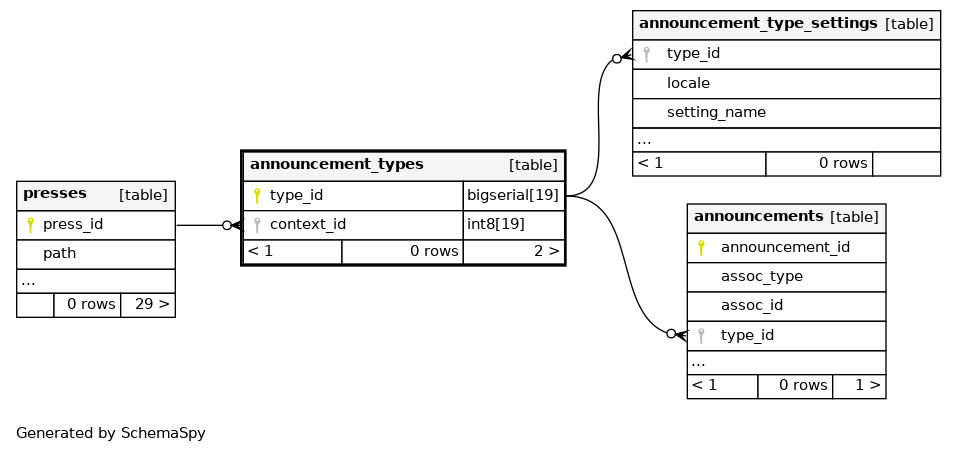 announcement_type_settings [table]
type_id
locale
setting_name
...
< 1 0 rows
announcement_types [table]
type_id bigserial[19]
context_id int8[19]
< 1 0 rows 2 >
presses [table]
press_id
path
...
0 rows 29 >
announcements [table]
announcement_id
assoc_type
assoc_id
type_id
...
< 1 0 rows 1 >
Generated by SchemaSpy